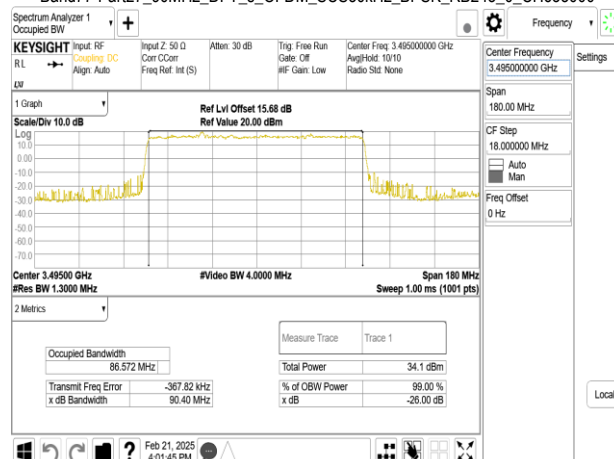 Spectrum Analyzer 1
Occupied BW
Frequency
KEYSIGHT
RL
Input: RF
Coupling: DC
Align: Auto
Input Z: 50 Ω
Corr CCorr
Freq Ref: Int (S)
Atten: 30 dB
Trig: Free Run
Gate: Off
#IF Gain: Low
Center Freq: 3.495000000 GHz
Avg|Hold: 10/10
Radio Std: None
Center Frequency
3.495000000 GHz
Settings
Span
180.00 MHz
CF Step
18.000000 MHz
Auto
Man
Freq Offset
0 Hz
1 Graph
Scale/Div 10.0 dB
Ref Lvl Offset 15.68 dB
Ref Value 20.00 dBm
Log
10.0
0.00
-10.0
-20.0
-30.0
-40.0
-50.0
-60.0
-70.0
Center 3.49500 GHz
#Res BW 1.3000 MHz
#Video BW 4.0000 MHz
Span 180 MHz
Sweep 1.00 ms (1001 pts)
2 Metrics
Measure Trace
Trace 1
Occupied Bandwidth
86.572 MHz
Total Power
34.1 dBm
Transmit Freq Error
-367.82 kHz
% of OBW Power
99.00 %
x dB Bandwidth
90.40 MHz
x dB
-26.00 dB
Local
?
Feb 21, 2025
4:01:45 PM